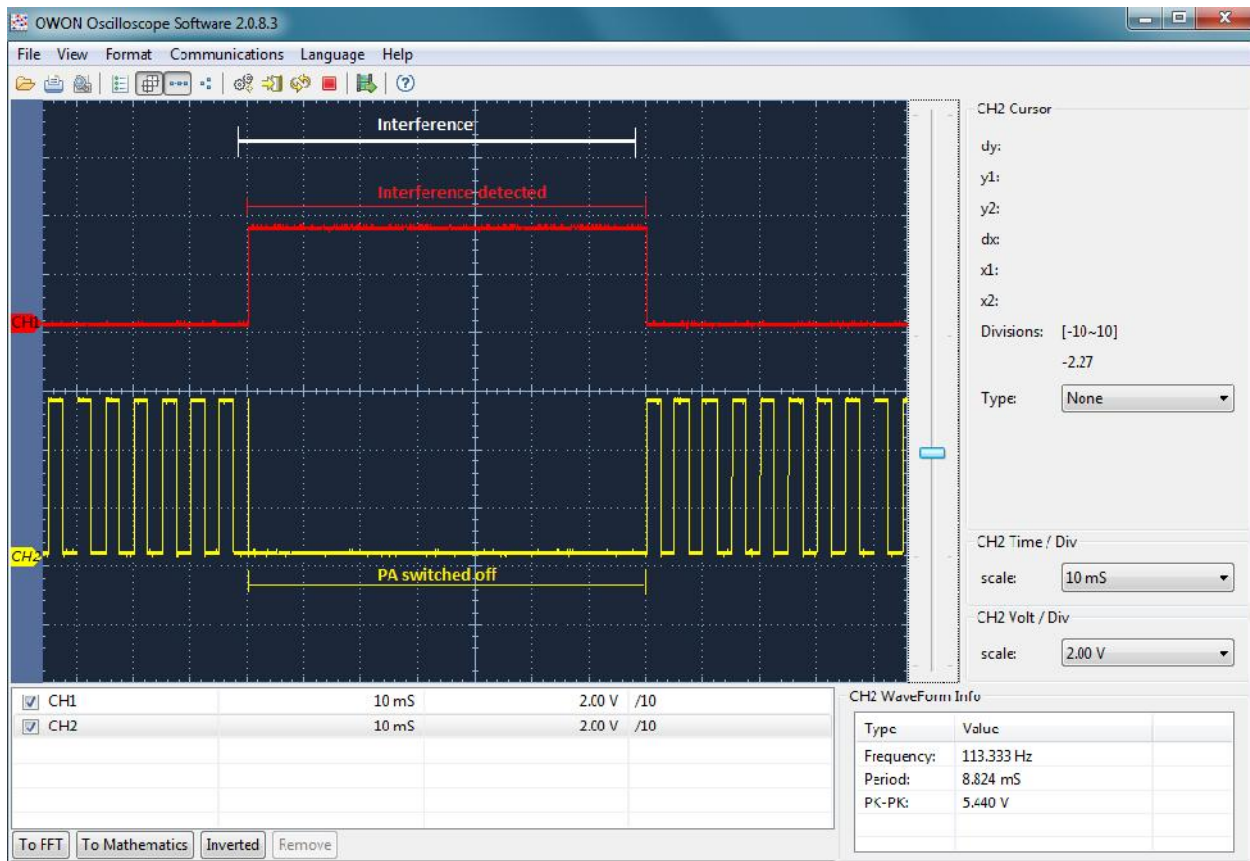 OWON Oscilloscope Software 2.0.8.3
File View Format Communications Language Help
Interference
Interference detected
CH1
CH2
PA switched off
CH2 Cursor
dy:
y1:
y2:
dx:
x1:
x2:
Divisions: [-10~10]
-2.27
Type: None
CH2 Time / Div
scale: 10 mS
CH2 Volt / Div
scale: 2.00 V
CH1 10 mS 2.00 V /10
CH2 10 mS 2.00 V /10
CH2 WaveForm Info
Type Value
Frequency: 113.333 Hz
Period: 8.824 mS
PK-PK: 5.440 V
To FFT To Mathematics Inverted Remove